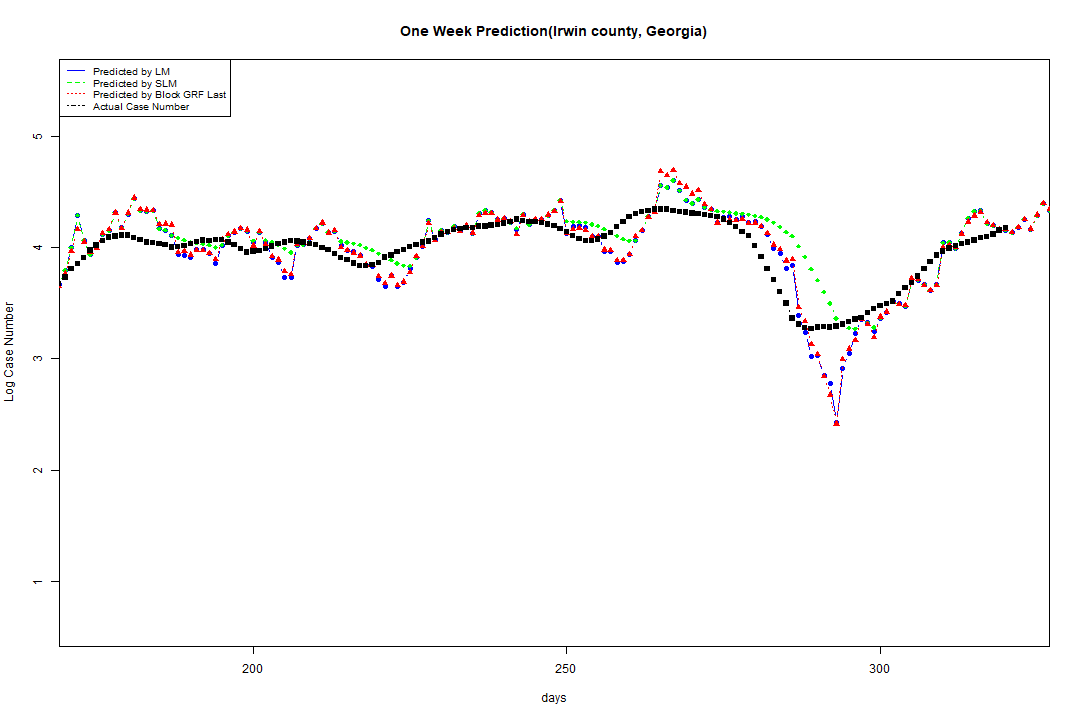 One Week Prediction(Irwin county, Georgia)
Predicted by LM
Predicted by SLM
Predicted by Block GRF Last
Actual Case Number
5
4
3
2
1
Log Case Number
200 250 300
days